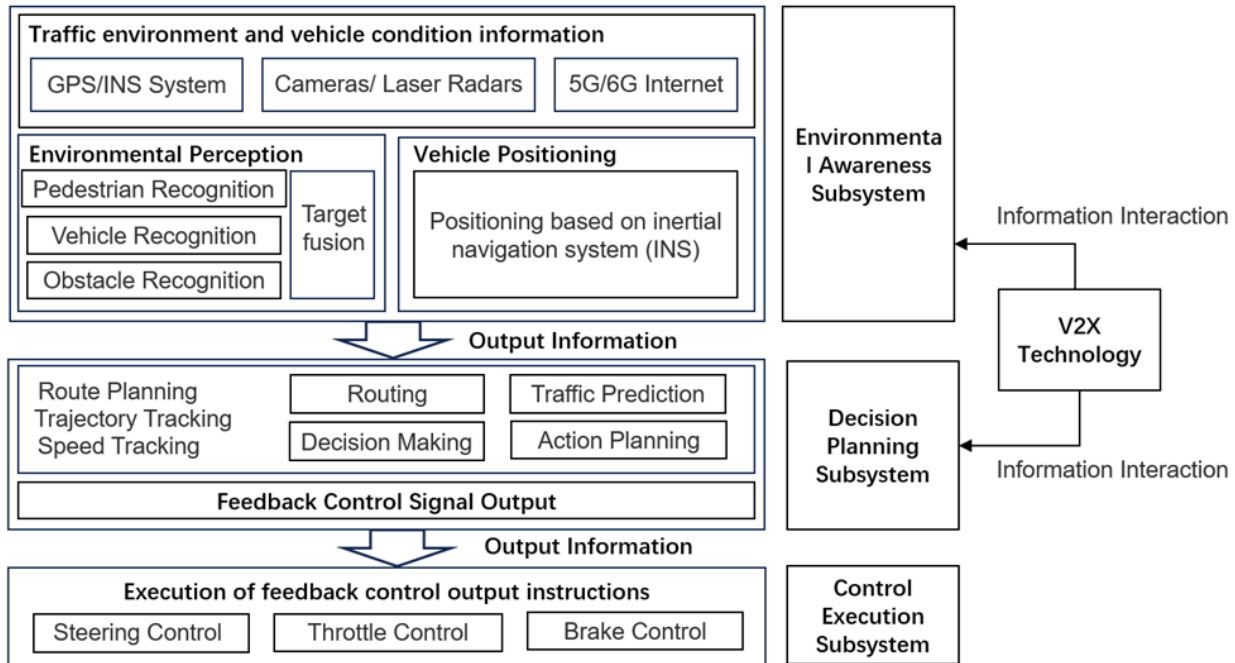 Traffic environment and vehicle condition information
GPS/INS System
Cameras/ Laser Radars
5G/6G Internet
Environmental Perception
Pedestrian Recognition
Vehicle Recognition
Obstacle Recognition
Target
fusion
Vehicle Positioning
Positioning based on inertial
navigation system (INS)
Environmenta
l Awareness
Subsystem
Information Interaction
V2X
Technology
Output Information
Route Planning
Trajectory Tracking
Speed Tracking
Routing
Traffic Prediction
Decision Making
Action Planning
Feedback Control Signal Output
Decision
Planning
Subsystem
Information Interaction
Output Information
Execution of feedback control output instructions
Steering Control
Throttle Control
Brake Control
Control
Execution
Subsystem